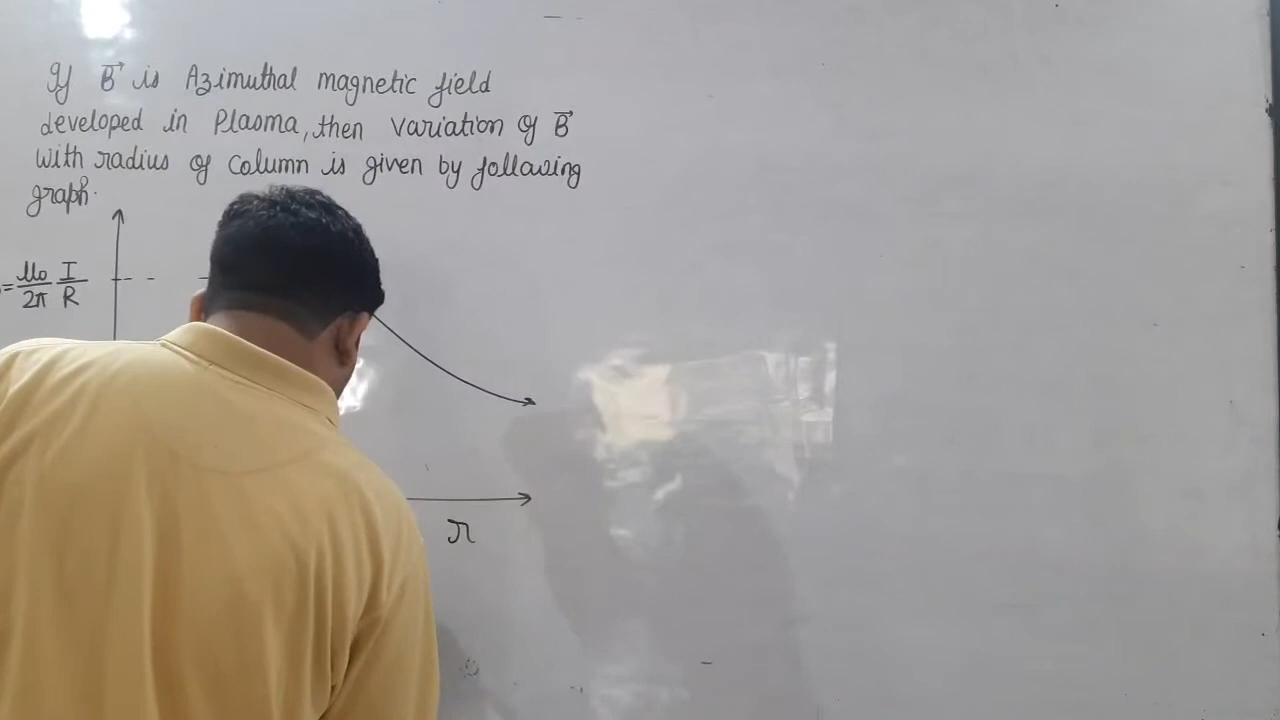 If B⃗ is Azimuthal magnetic field
developed in Plasma, then variation of B⃗
with radius of column is given by following
graph.
= μ₀/2π I/R
r